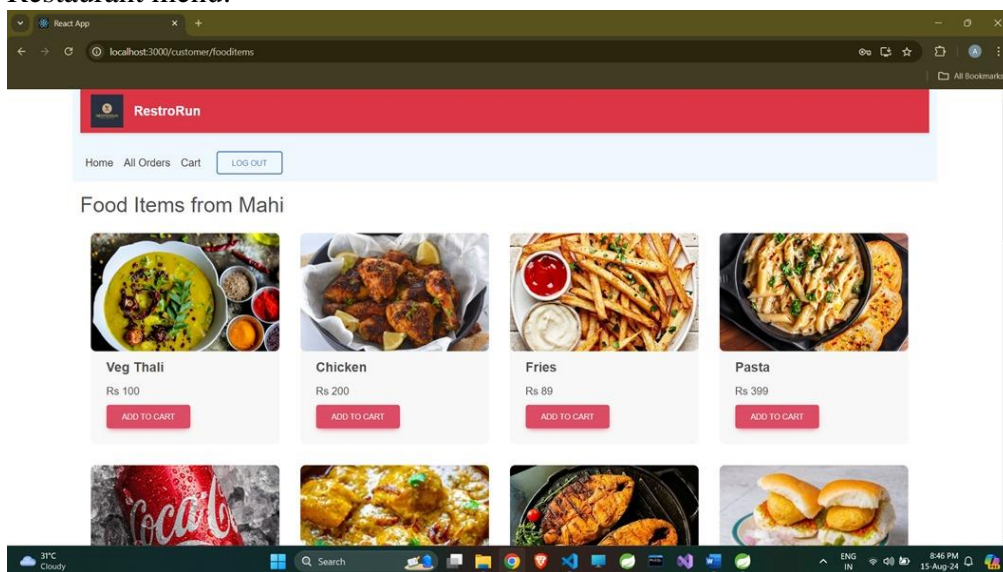 Restaurant menu:
React App
localhost:3000/customer/fooditems
All Bookmarks
RestroRun
Home All Orders Cart LOG OUT
Food Items from Mahi
Veg Thali Chicken Fries Pasta
Rs 100 Rs 200 Rs 89 Rs 399
ADD TO CART ADD TO CART ADD TO CART ADD TO CART
Coca
31°C
Cloudy
Search
ENG
IN
8:46 PM
15-Aug-24